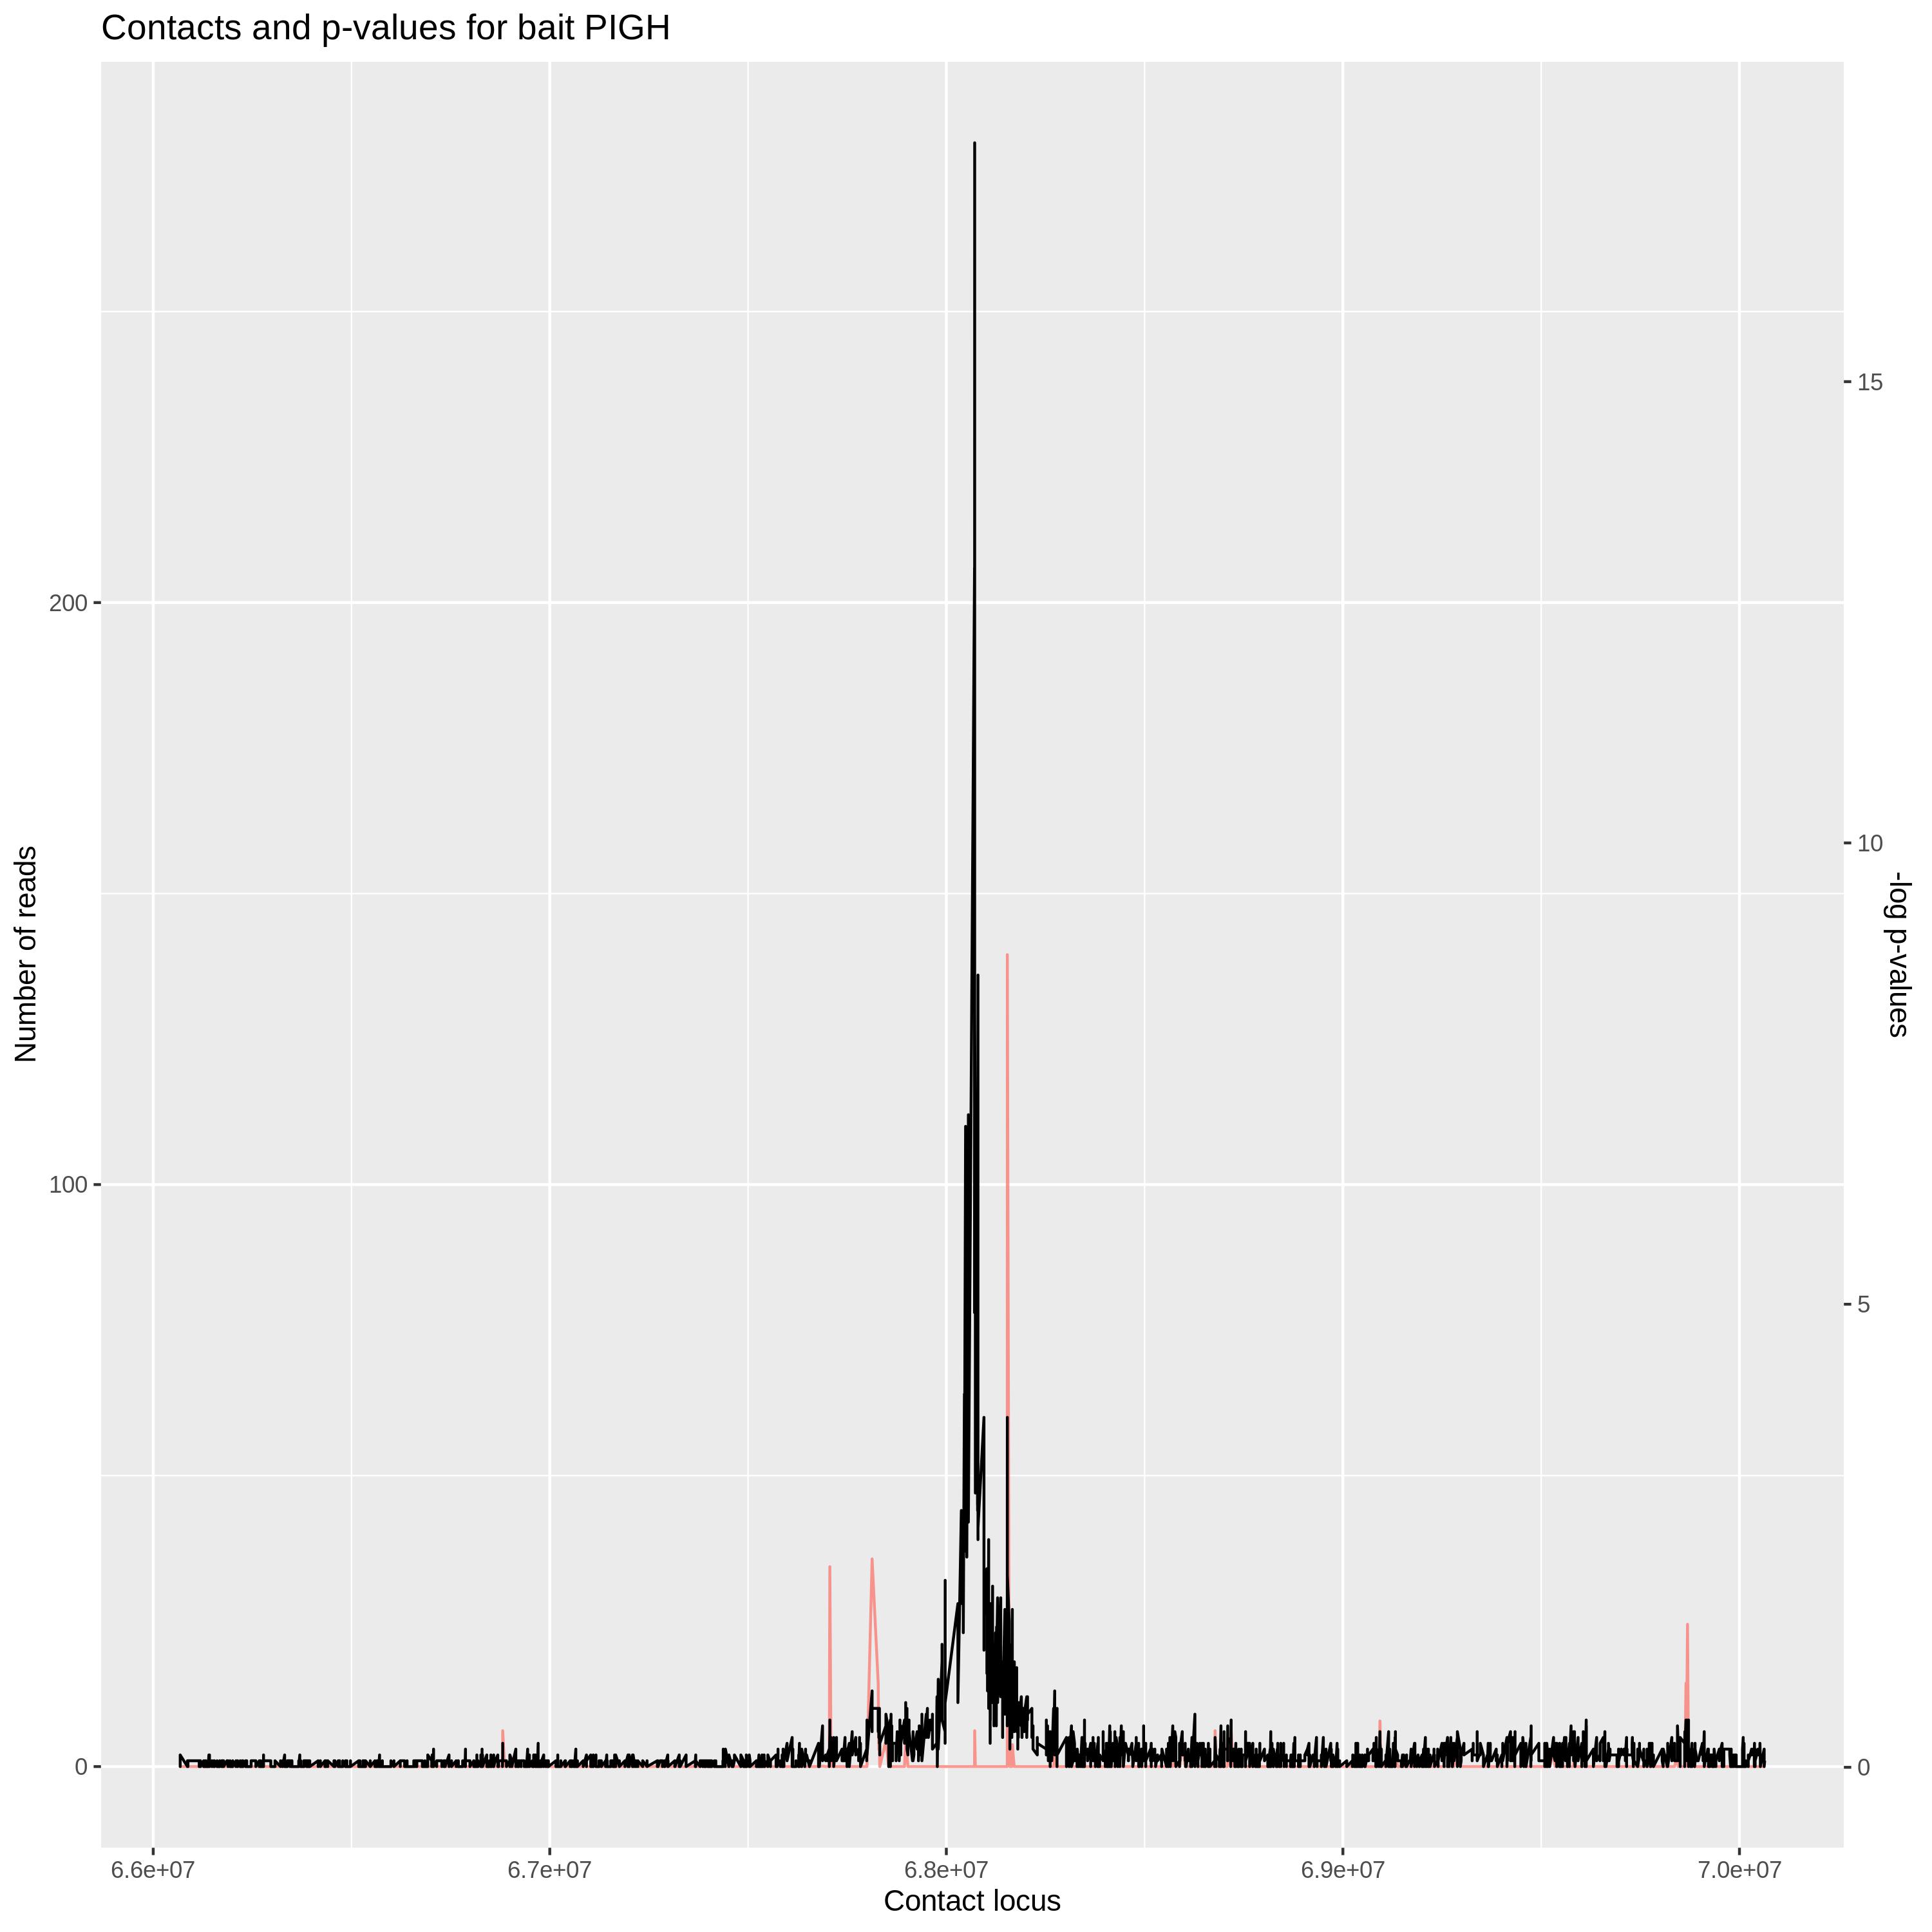 Contacts and p-values for bait PIGH
Number of reads
200
100
0
15
10
5
0
-log p-values
6.6e+07
6.7e+07
6.8e+07
6.9e+07
7.0e+07
Contact locus